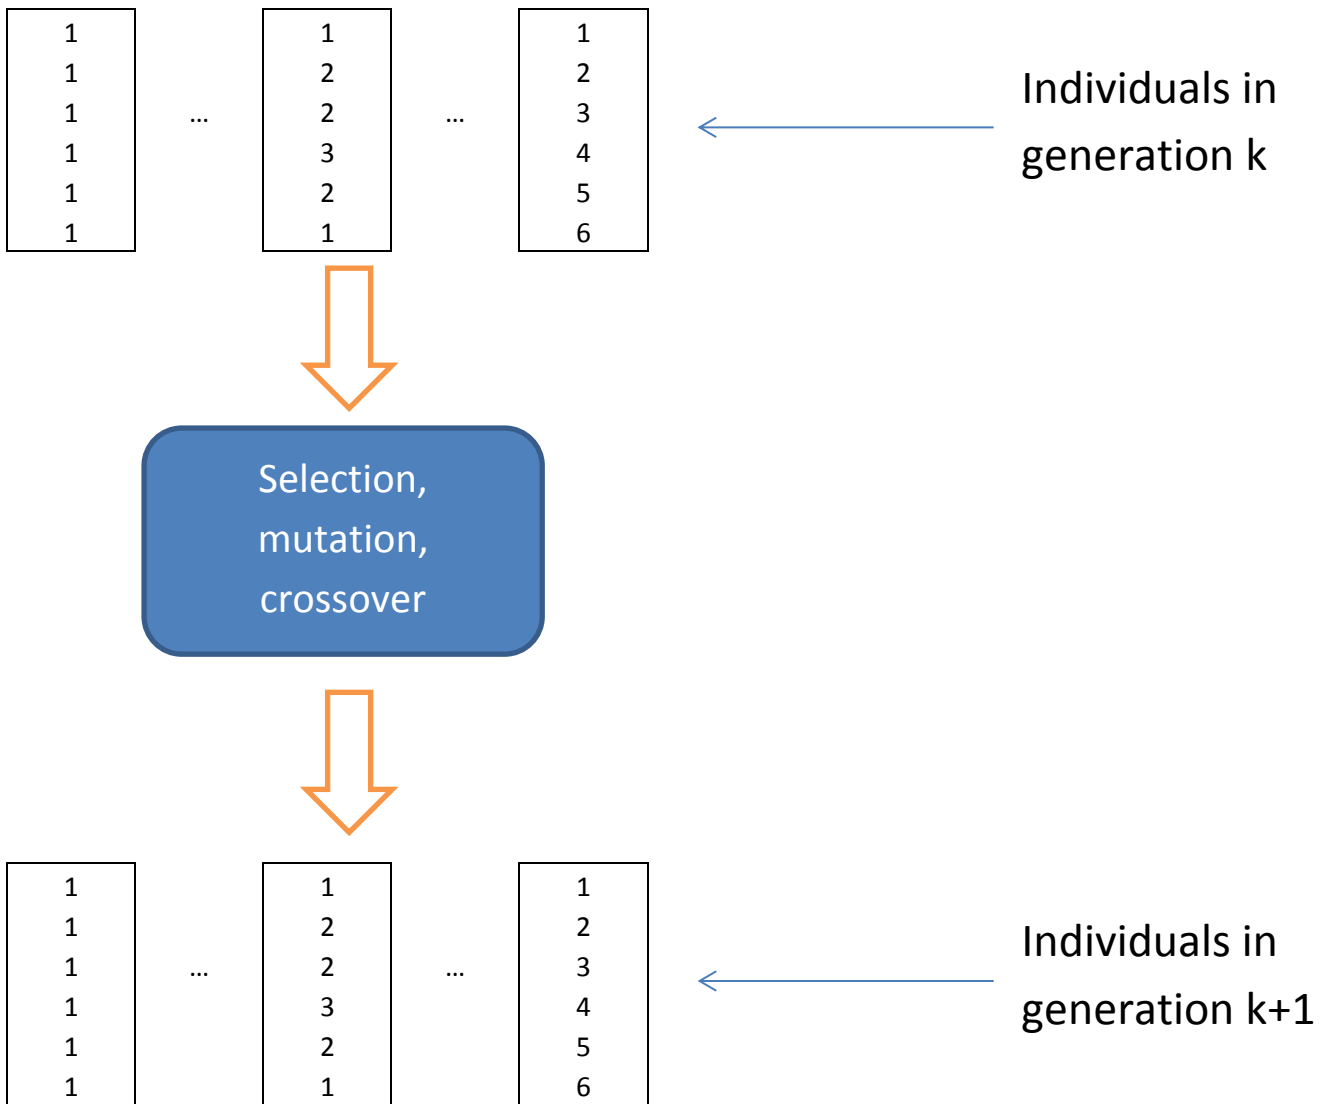 1 1 1
1 2 2
1 … 2 … 3
1 3 4
1 2 5
1 1 6
Individuals in
generation k
Selection,
mutation,
crossover
1 1 1
1 2 2
1 … 2 … 3
1 3 4
1 2 5
1 1 6
Individuals in
generation k+1